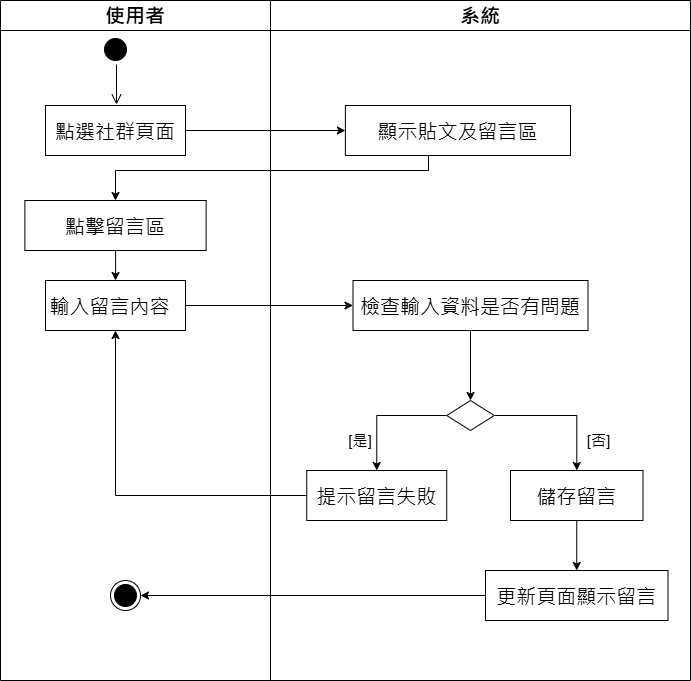 使用者
系統
點選社群頁面
顯示貼文及留言區
點擊留言區
輸入留言內容
檢查輸入資料是否有問題
[是]
[否]
提示留言失敗
儲存留言
更新頁面顯示留言